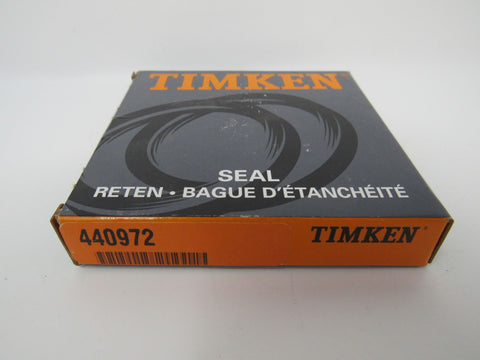 TIMKEN
SEAL
RETEN • BAGUE D'ÉTANCHÉITÉ
440972
TIMKEN